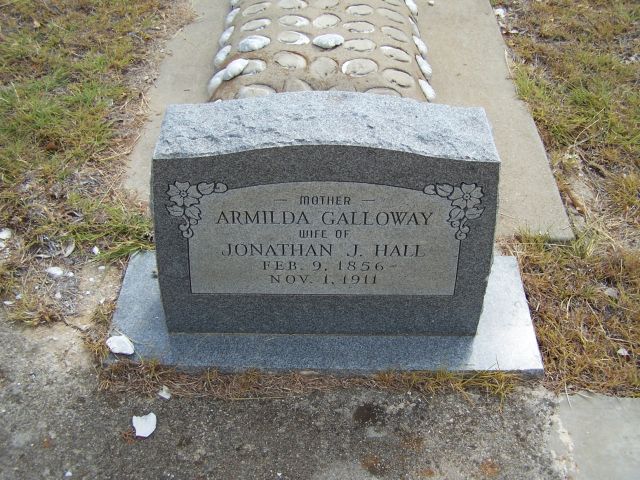 — MOTHER —
ARMILDA GALLOWAY
WIFE OF
JONATHAN J. HALL
FEB. 9, 1856 –
NOV. 1, 1911